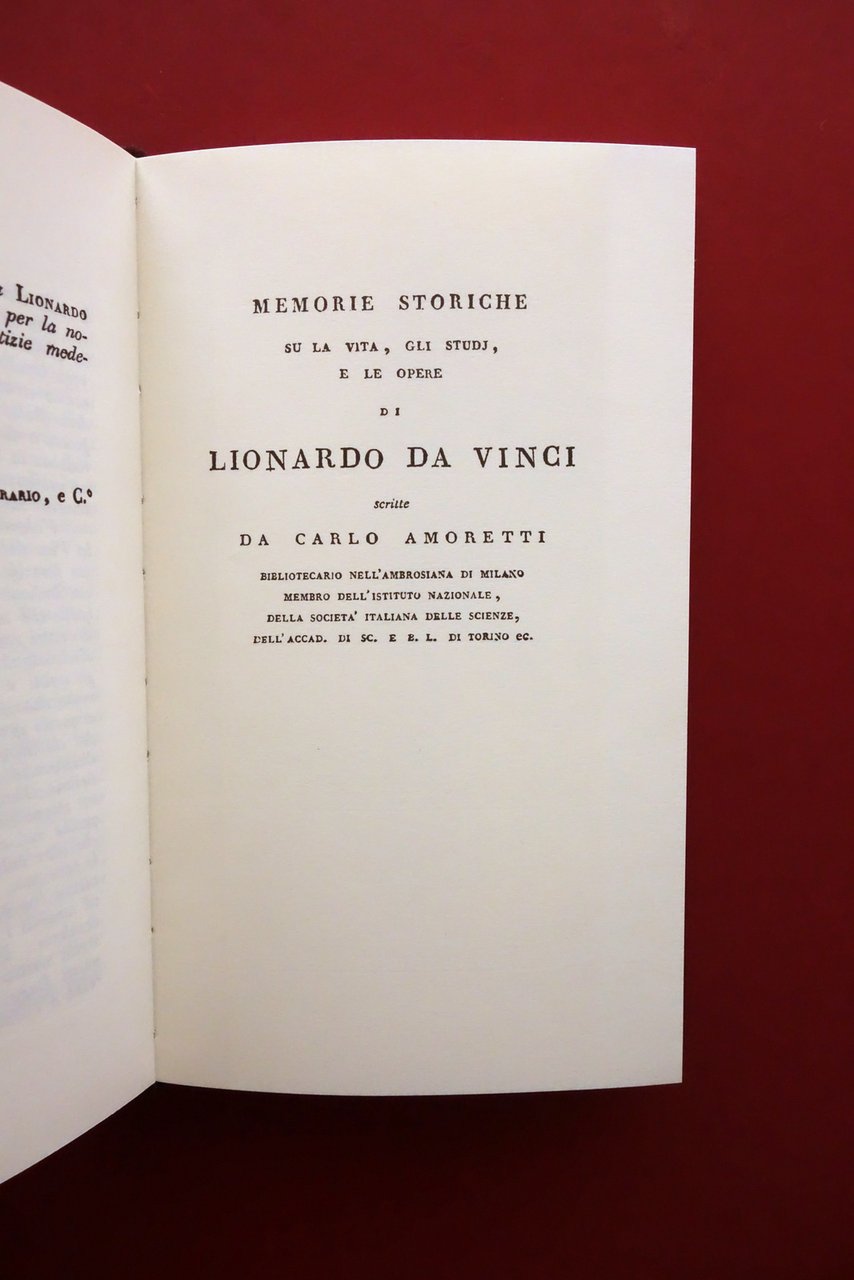 LIONARDO
per la no-
tizie mede-
RARIO, e C.º
MEMORIE STORICHE
SU LA VITA, GLI STUDJ,
E LE OPERE
DI
LIONARDO DA VINCI
scritte
DA CARLO AMORETTI
BIBLIOTECARIO NELL'AMBROSIANA DI MILANO
MEMBRO DELL'ISTITUTO NAZIONALE,
DELLA SOCIETA' ITALIANA DELLE SCIENZE,
DELL'ACCAD. DI SC. E B. L. DI TORINO EC.